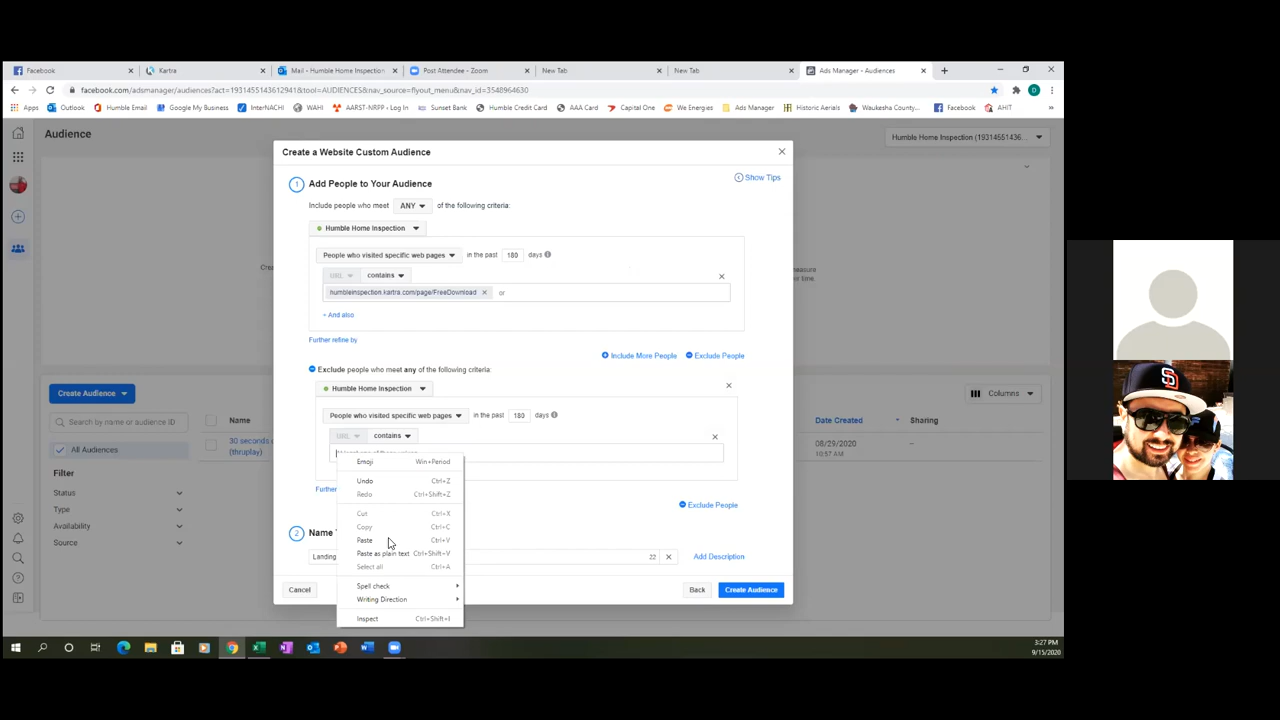 Facebook
Kartra
Mail - Humble Home Inspection
Post Attendee - Zoom
New Tab
New Tab
Ads Manager - Audiences
facebook.com/adsmanager/audiences?act=1931455143612941&tool=AUDIENCES&nav_source=flyout_menu&nav_id=3548964630
Apps
Outlook
Humble Email
Google My Business
InterNACHI
WAHI
AARST-NRPP + Log In
Sunset Bank
Humble Credit Card
AAA Card
Capital One
We Energies
Ad Manager
Historic Aerials
Waukesha County...
Facebook
AHIT
Audience
Humble Home Inspection (19314551436...
Create a Website Custom Audience
1 Add People to Your Audience
Show Tips
Include people who meet ANY of the following criteria:
Humble Home Inspection
People who visited specific web pages in the past 180 days
URL contains
humbleinspection.kartra.com/page/FreeDownload × or
+ And also
Further refine by
Include More People Exclude People
Exclude people who meet any of the following criteria:
Humble Home Inspection
People who visited specific web pages in the past 180 days
URL contains
Further
Exclude People
2 Name
Landing
22
Add Description
Cancel
Back
Create Audience
Emoji Win+Period
Undo Ctrl+Z
Redo Ctrl+Shift+Z
Cut Ctrl+X
Copy Ctrl+C
Paste Ctrl+V
Paste as plain text Ctrl+Shift+V
Select all Ctrl+A
Spell check
Writing Direction
Inspect Ctrl+Shift+I
measure
time.
Create Audience
Search by name or audience ID
All Audiences
Filter
Status
Type
Availability
Source
Name
30 seconds
(thruplay)
Columns
Date Created
Sharing
08/29/2020
10:57 AM
--
3:27 PM
9/15/2020